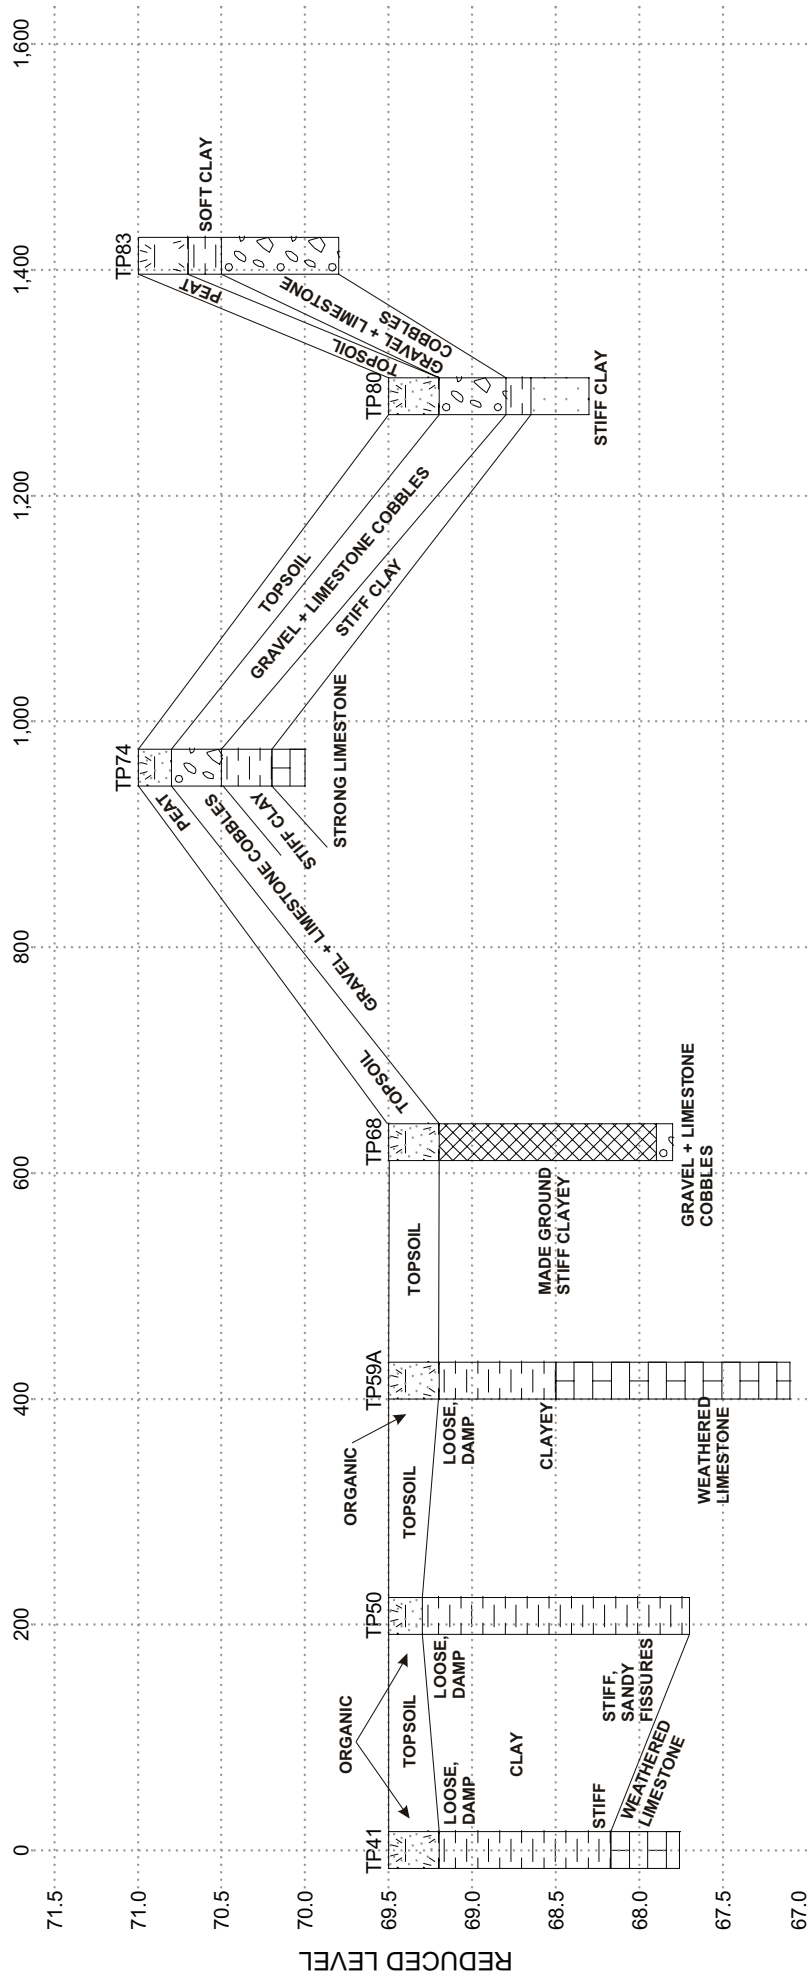 0
200
400
600
800
1,000
1,200
1,400
1,600
REDUCED LEVEL
71.5
71.0
70.5
70.0
69.5
69.0
68.5
68.0
67.5
67.0
TP41
TP50
TP59A
TP68
TP74
TP80
TP83
ORGANIC
TOPSOIL
LOOSE,
DAMP
LOOSE,
DAMP
CLAY
STIFF
STIFF,
SANDY
FISSURES
WEATHERED
LIMESTONE
ORGANIC
TOPSOIL
LOOSE,
DAMP
CLAYEY
WEATHERED
LIMESTONE
TOPSOIL
MADE GROUND
STIFF CLAYEY
GRAVEL + LIMESTONE
COBBLES
TOPSOIL
PEAT
GRAVEL + LIMESTONE COBBLES
STIFF CLAY
STRONG LIMESTONE
TOPSOIL
GRAVEL + LIMESTONE COBBLES
STIFF CLAY
STIFF CLAY
TOPSOIL
PEAT
GRAVEL + LIMESTONE
COBBLES
SOFT CLAY